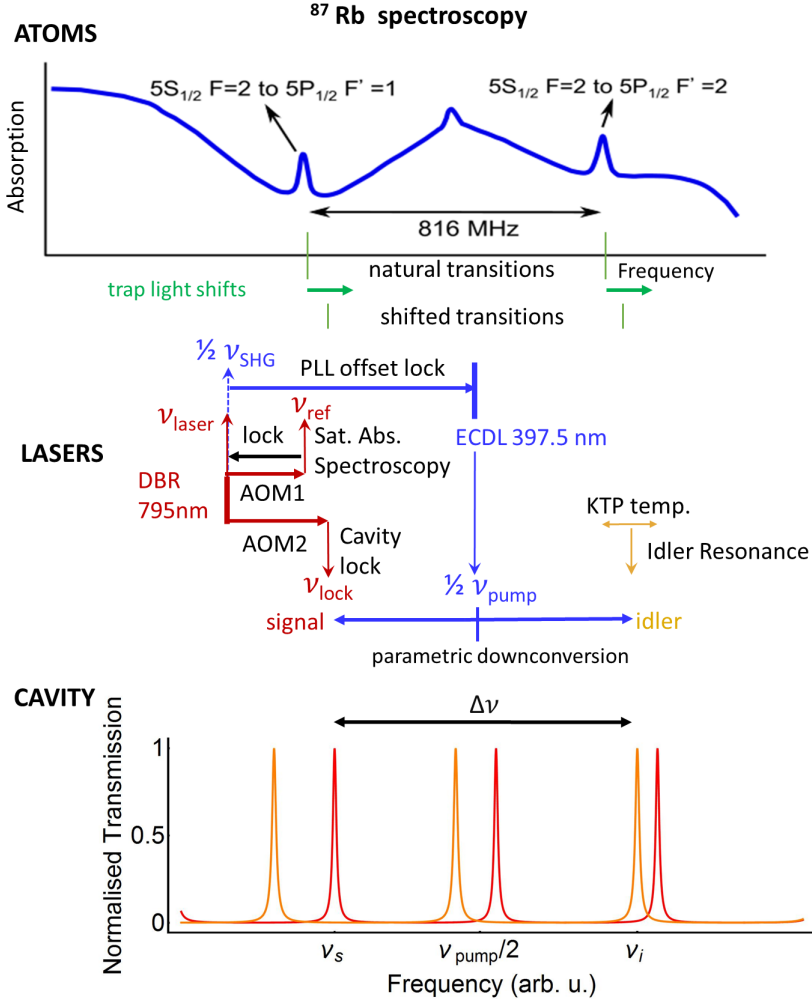 ⁸⁷Rb spectroscopy
ATOMS
5S₁/₂ F=2 to 5P₁/₂ F' =1
5S₁/₂ F=2 to 5P₁/₂ F' =2
Absorption
816 MHz
natural transitions
Frequency
trap light shifts
shifted transitions
½ νSHG
PLL offset lock
νlaser
νref
lock
Sat. Abs.
Spectroscopy
ECDL 397.5 nm
LASERS
DBR
795nm
AOM1
AOM2
Cavity
lock
KTP temp.
Idler Resonance
νlock
½ νpump
signal
idler
parametric downconversion
CAVITY
Δν
Normalised Transmission
1
0.5
0
νs
νpump/2
νi
Frequency (arb. u.)